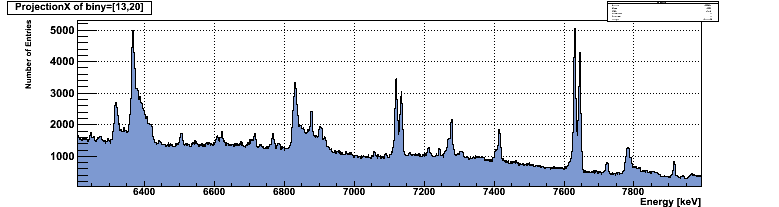 ProjectionX of biny=[13,20]
Number of Entries
5000
4000
3000
2000
1000
6400 6600 6800 7000 7200 7400 7600 7800
Energy [keV]